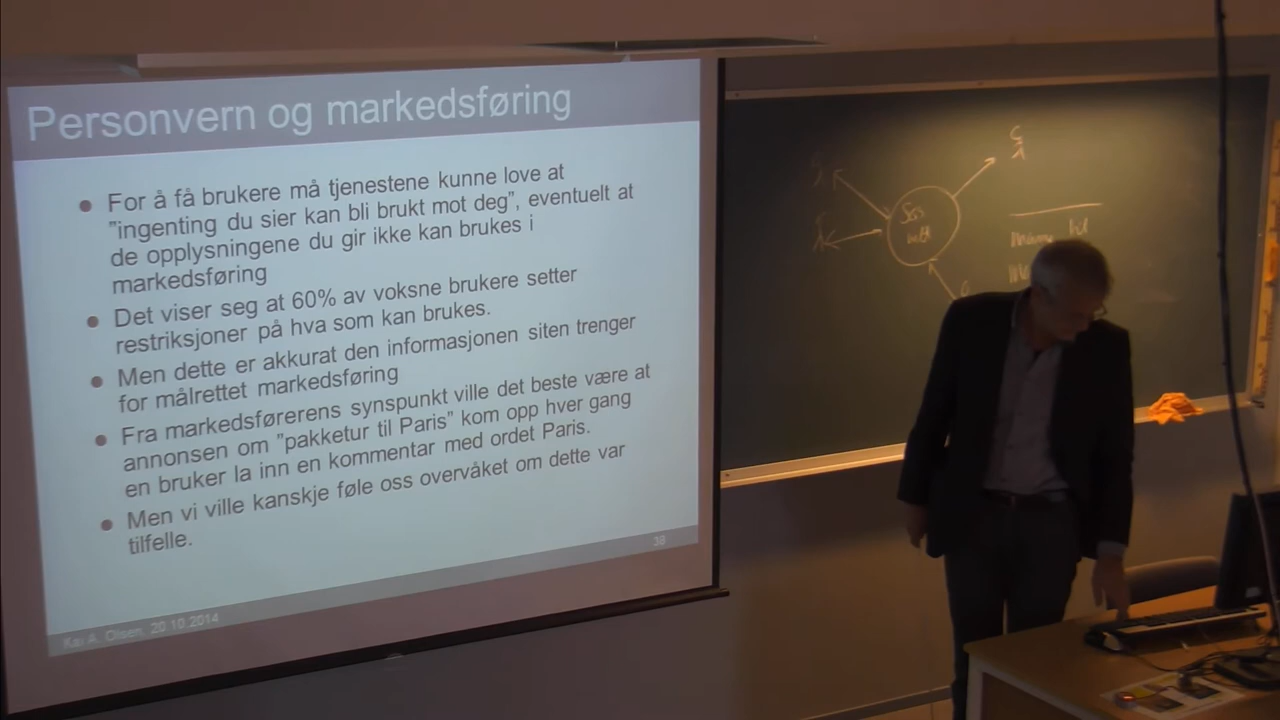 Personvern og markedsføring
For å få brukere må tjenestene kunne love at
"ingenting du sier kan bli brukt mot deg", eventuelt at
de opplysningene du gir ikke kan brukes i
markedsføring
Det viser seg at 60% av voksne brukere setter
restriksjoner på hva som kan brukes.
Men dette er akkurat den informasjonen siten trenger
for målrettet markedsføring
Fra markedsførerens synspunkt ville det beste være at
annonsen om "pakketur til Paris" kom opp hver gang
en bruker la inn en kommentar med ordet Paris.
Men vi ville kanskje føle oss overvåket om dette var
tilfelle.
39
Kai A. Olsen, 20.10.2014